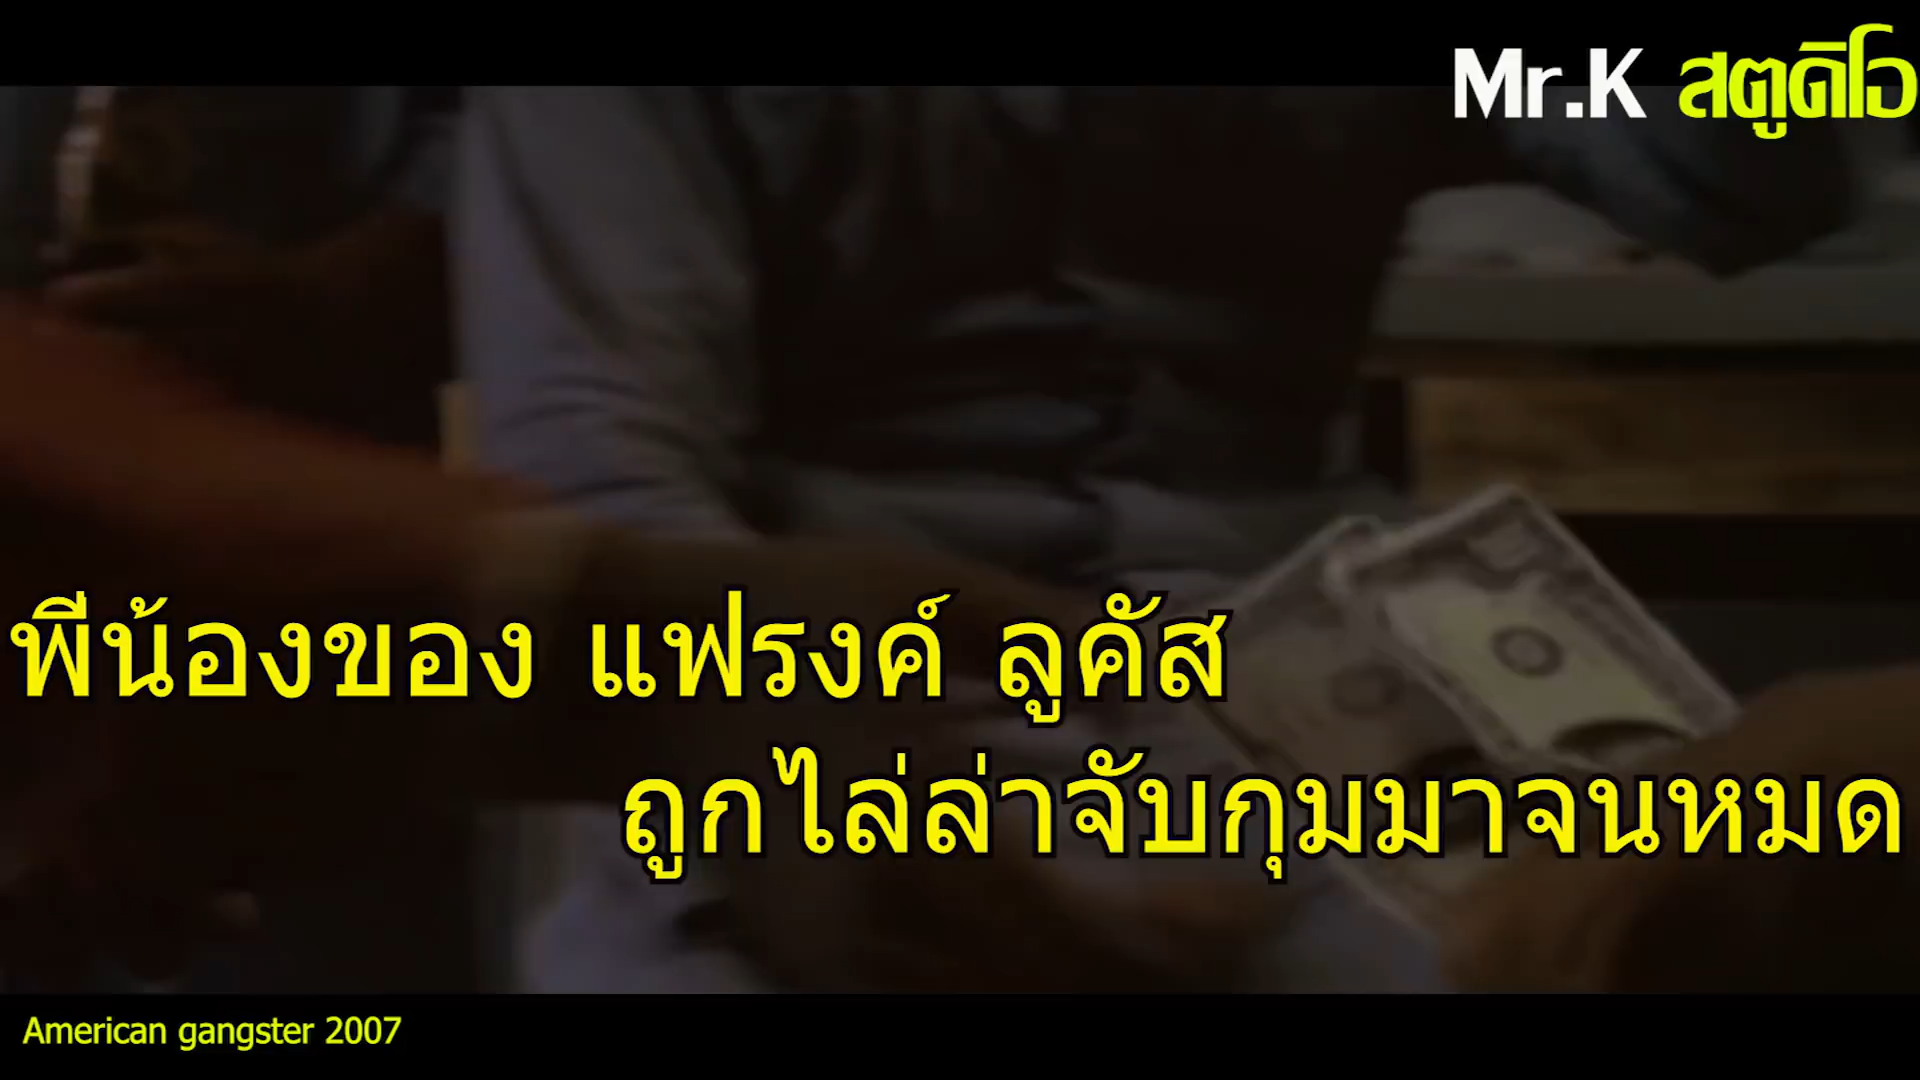 Mr.K สตูดิโอ
พี่น้องของ แฟรงค์ ลูคัส
ถูกไล่ล่าจับกุมมาจนหมด
American gangster 2007